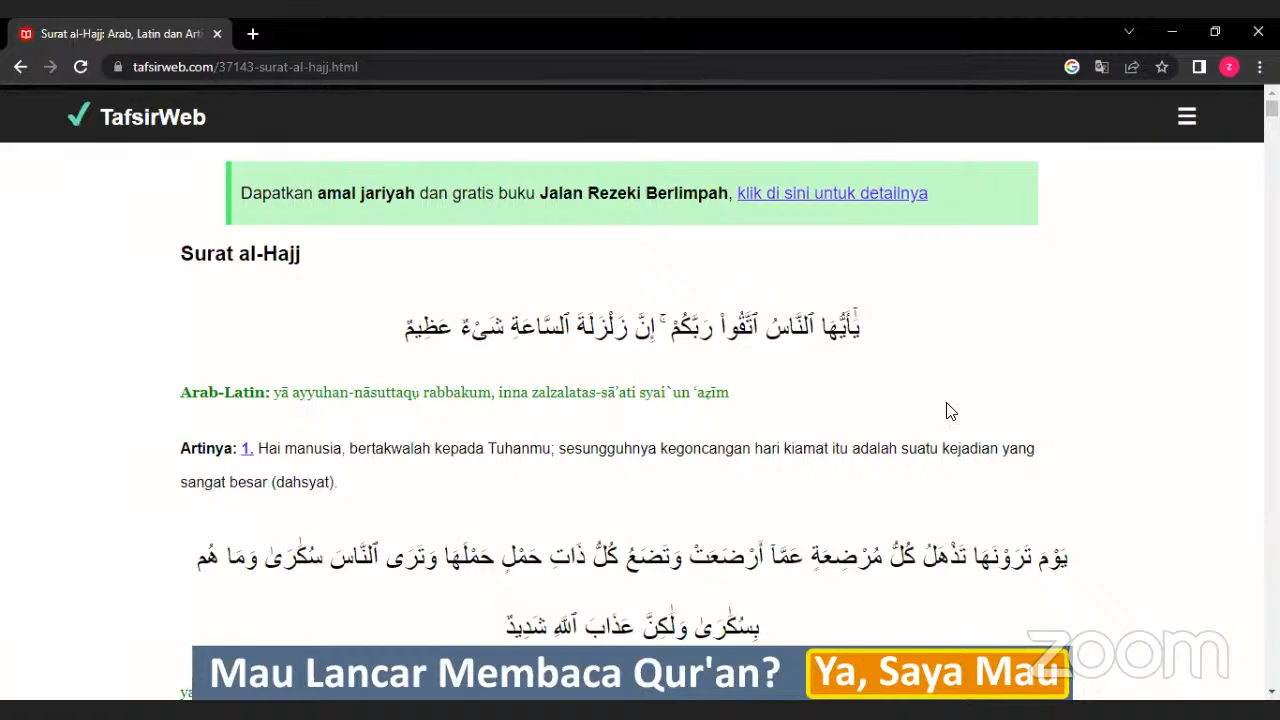 Surat al-Hajj: Arab, Latin dan Art
tafsirweb.com/37143-surat-al-hajj.html
z
TafsirWeb
Dapatkan amal jariyah dan gratis buku Jalan Rezeki Berlimpah, klik di sini untuk detailnya
Surat al-Hajj
يَٰٓأَيُّهَا ٱلنَّاسُ ٱتَّقُوا۟ رَبَّكُمْ ۚ إِنَّ زَلْزَلَةَ ٱلسَّاعَةِ شَىْءٌ عَظِيمٌ
Arab-Latin: yā ayyuhan-nāsuttaqụ rabbakum, inna zalzalatas-sā'ati syai`un 'aẓīm
Artinya: 1. Hai manusia, bertakwalah kepada Tuhanmu; sesungguhnya kegoncangan hari kiamat itu adalah suatu kejadian yang
sangat besar (dahsyat).
يَوْمَ تَرَوْنَهَا تَذْهَلُ كُلُّ مُرْضِعَةٍ عَمَّآ أَرْضَعَتْ وَتَضَعُ كُلُّ ذَاتِ حَمْلٍ حَمْلَهَا وَتَرَى ٱلنَّاسَ سُكَٰرَىٰ وَمَا هُم
بِسُكَٰرَىٰ وَلَٰكِنَّ عَذَابَ ٱللَّهِ شَدِيدٌ
ya
Mau Lancar Membaca Qur'an? Ya, Saya Mau
zoom